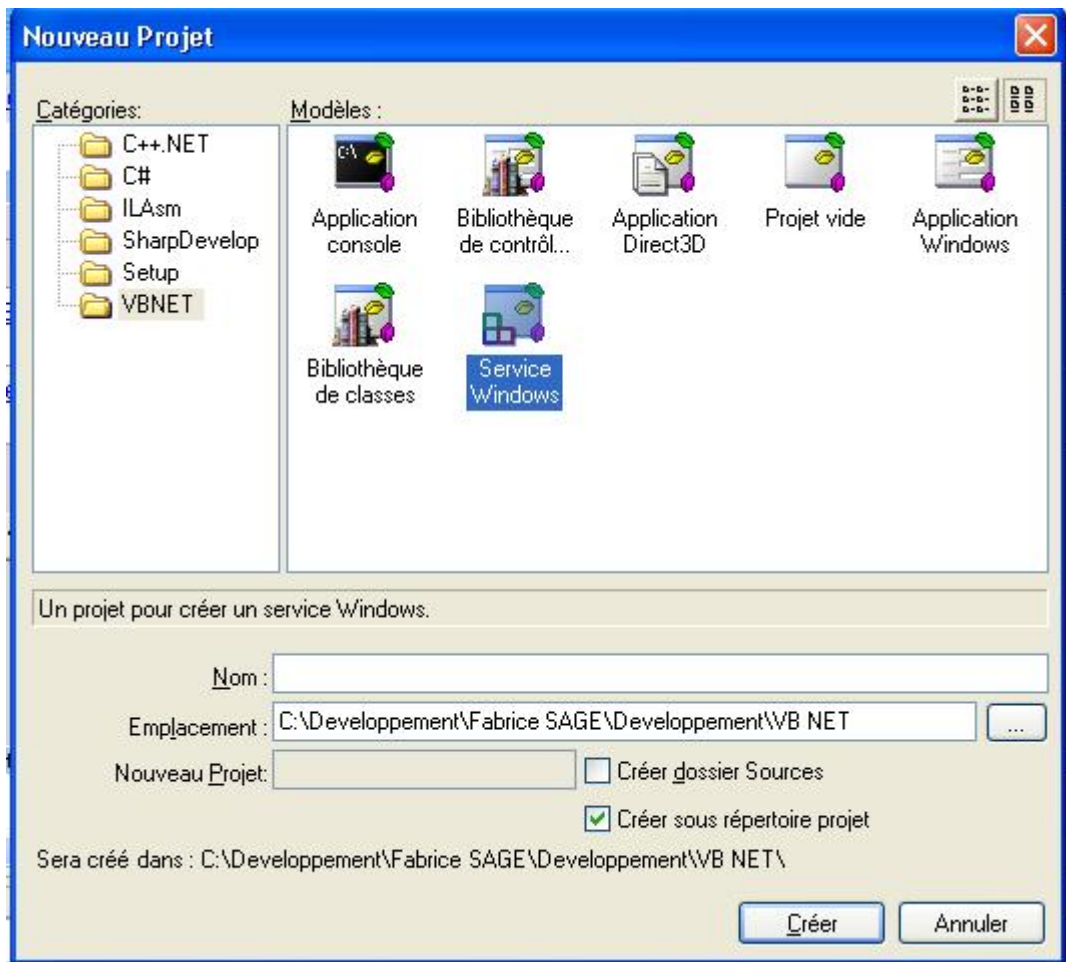 Nouveau Projet
Catégories:
Modèles :
C++.NET
C#
ILAsm
SharpDevelop
Setup
VBNET
C:\
Application
console
Bibliothèque
de contrôl...
Application
Direct3D
Projet vide
Application
Windows
Bibliothèque
de classes
Service
Windows
Un projet pour créer un service Windows.
Nom :
Emplacement : C:\Developpement\Fabrice SAGE\Developpement\VB NET ...
Nouveau Projet:
Créer dossier Sources
Créer sous répertoire projet
Sera créé dans : C:\Developpement\Fabrice SAGE\Developpement\VB NET\
Créer
Annuler